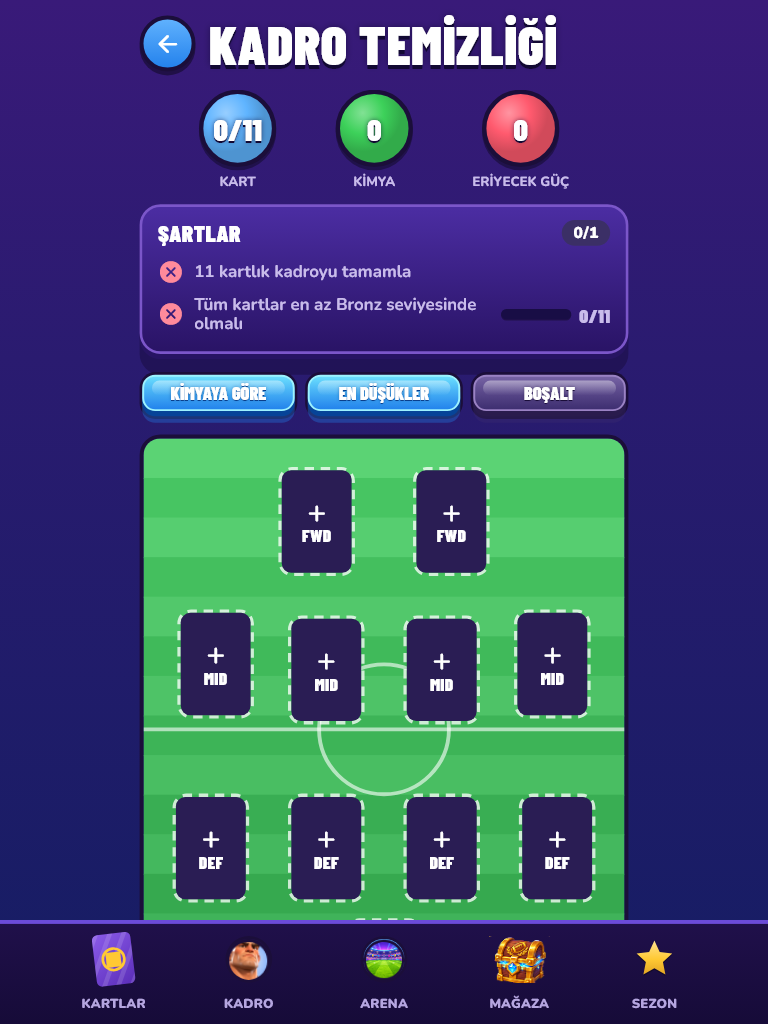 KADRO TEMİZLİĞİ
0/11
0
0
KART
KİMYA
ERİYECEK GÜÇ
ŞARTLAR
0/1
11 kartlık kadroyu tamamla
Tüm kartlar en az Bronz seviyesinde
olmalı
0/11
KİMYAYA GÖRE
EN DÜŞÜKLER
BOŞALT
+
FWD
+
FWD
+
MID
+
MID
+
MID
+
MID
+
DEF
+
DEF
+
DEF
+
DEF
KARTLAR
KADRO
ARENA
MAĞAZA
SEZON